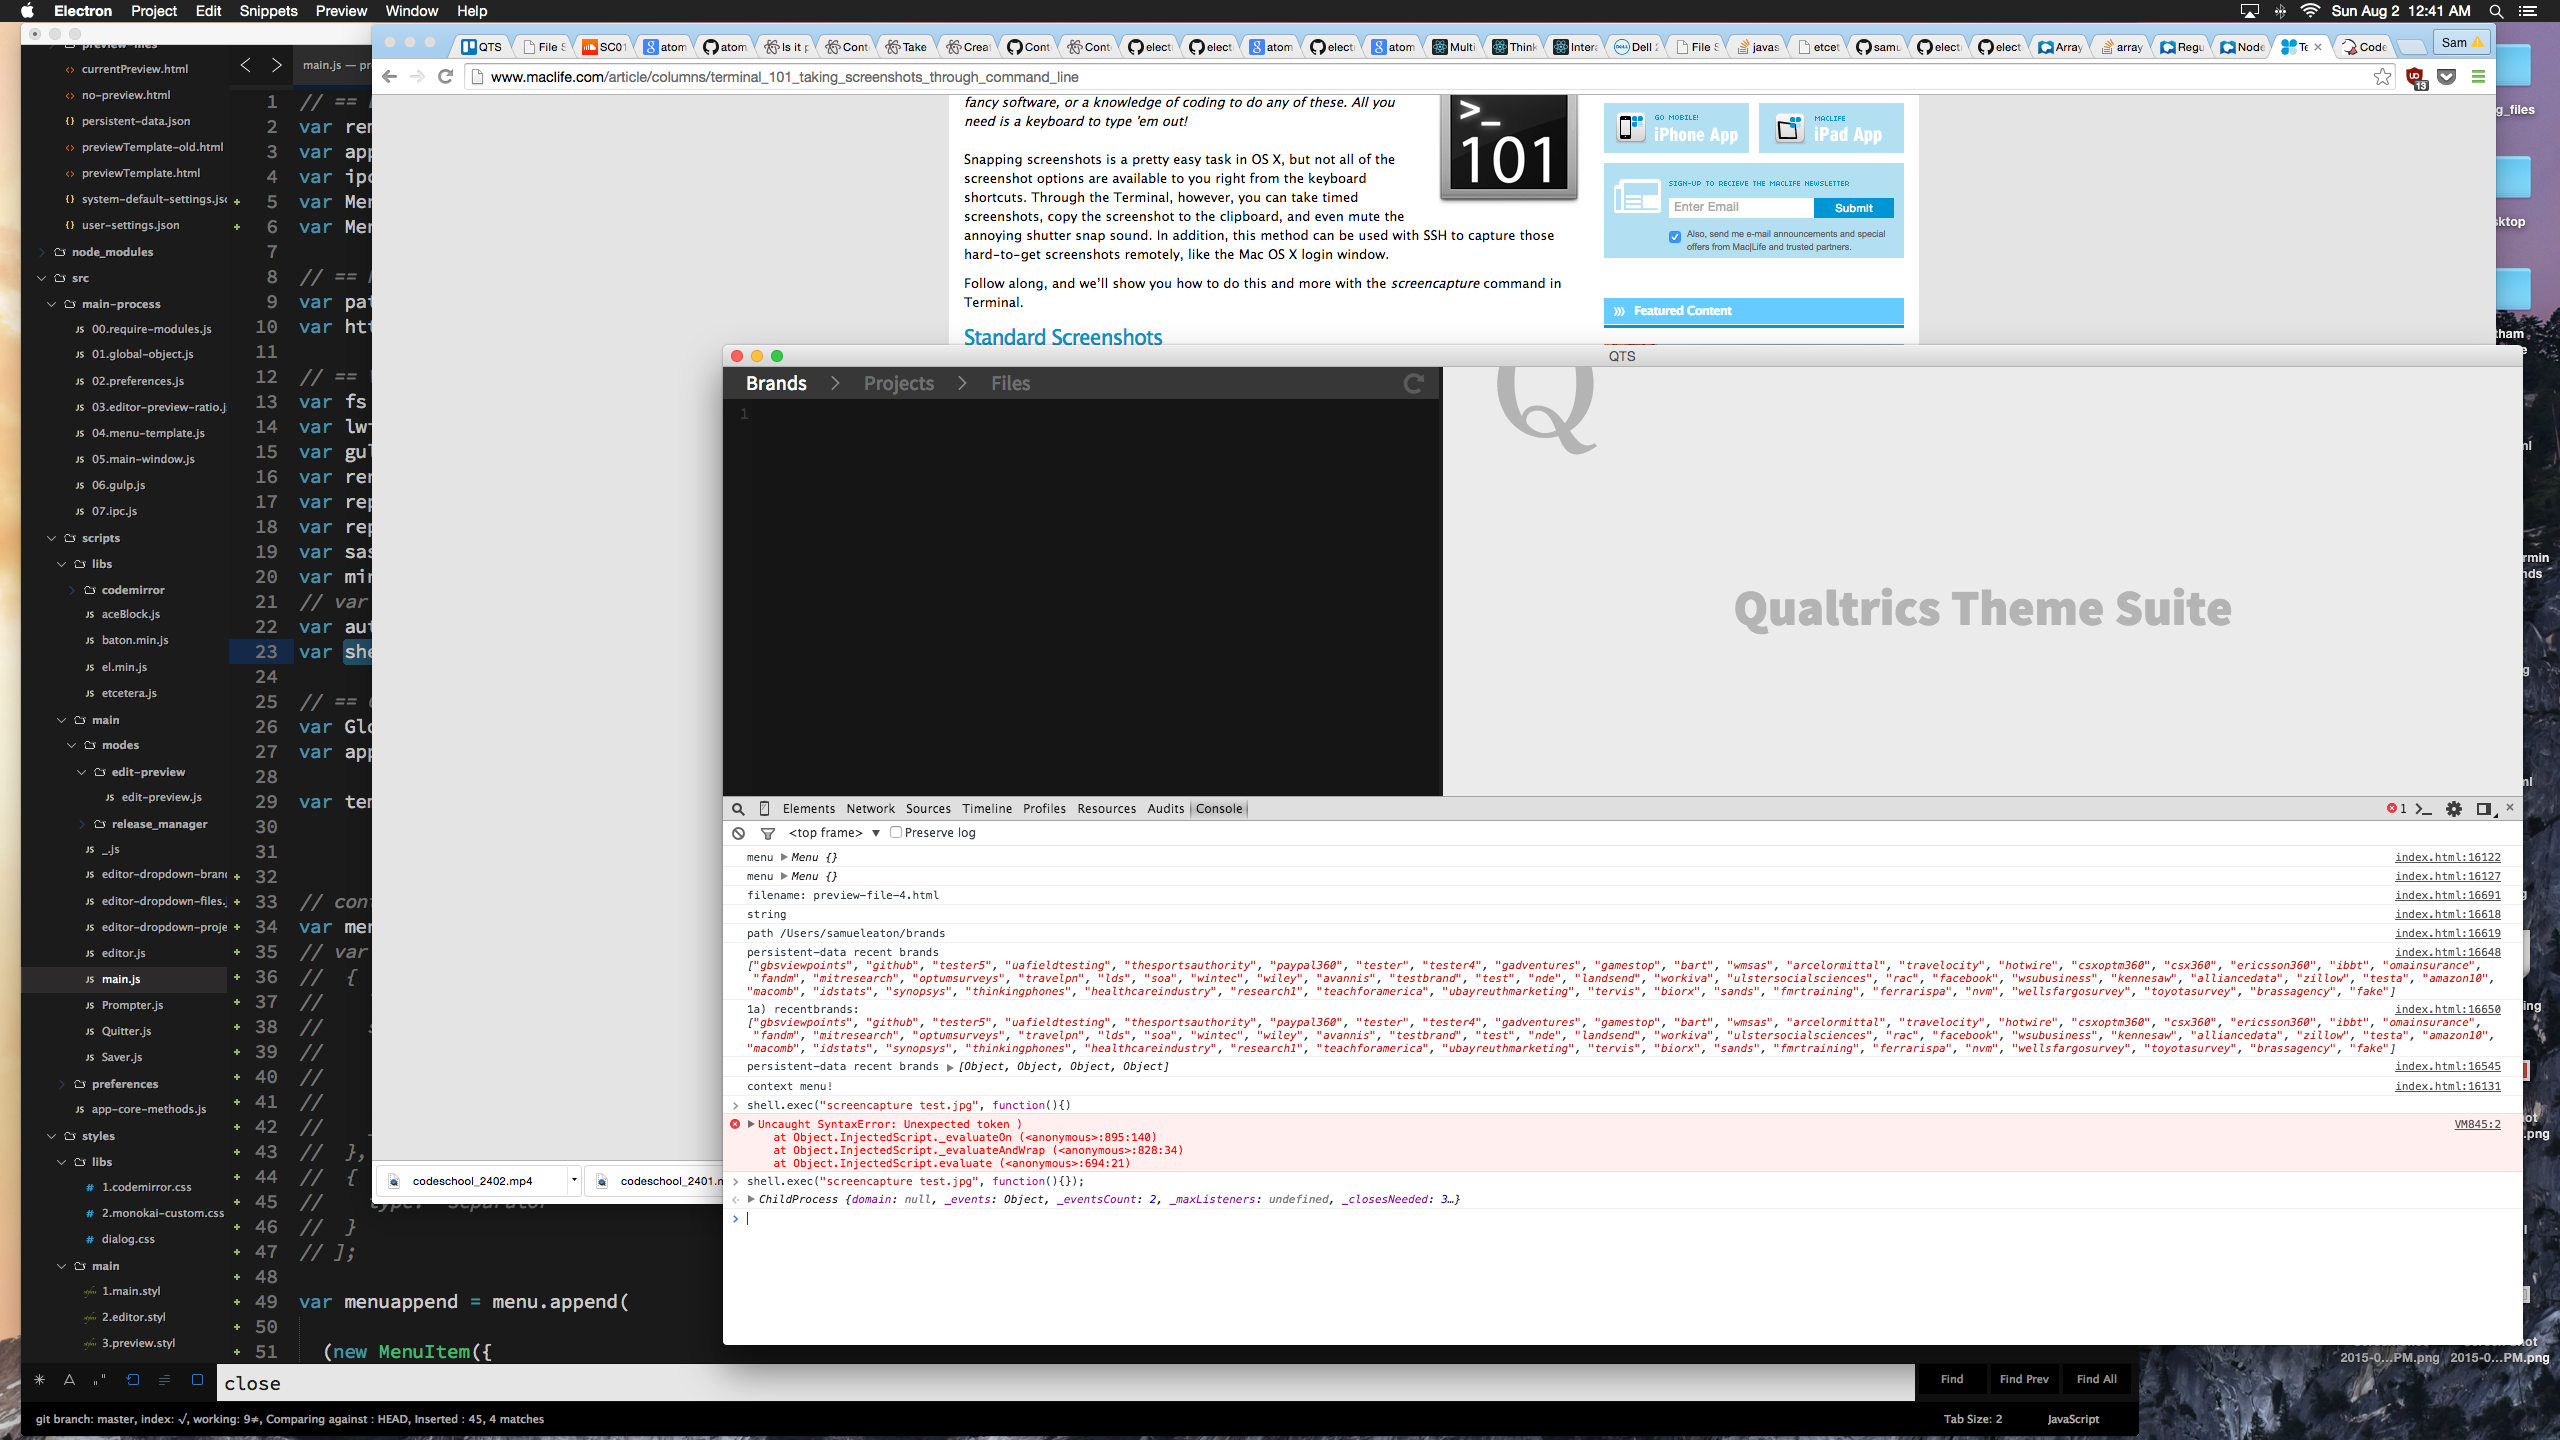 Electron Project Edit Snippets Preview Window Help
Sun Aug 2 12:41 AM
preview-files
currentPreview.html
no-preview.html
persistent-data.json
previewTemplate-old.html
previewTemplate.html
system-default-settings.jsc
user-settings.json
node_modules
src
main-process
00.require-modules.js
01.global-object.js
02.preferences.js
03.editor-preview-ratio.j
04.menu-template.js
05.main-window.js
06.gulp.js
07.ipc.js
scripts
libs
codemirror
aceBlock.js
baton.min.js
el.min.js
etcetera.js
main
modes
edit-preview
edit-preview.js
release_manager
_.js
editor-dropdown-bran
editor-dropdown-files.
editor-dropdown-proje
editor.js
main.js
Prompter.js
Quitter.js
Saver.js
preferences
app-core-methods.js
styles
libs
1.codemirror.css
2.monokai-custom.css
dialog.css
main
1.main.styl
2.editor.styl
3.preview.styl
main.js — pr
1 // ==
2 var ren
3 var app
4 var ipc
5 var Men
6 var Men
7
8 // ==
9 var pat
10 var htt
11
12 // ==
13 var fs
14 var lw
15 var gul
16 var ren
17 var rep
18 var rep
19 var sas
20 var min
21 // var
22 var aut
23 var she
24
25 // ==
26 var Glo
27 var app
28
29 var tem
30
31
32
33 // con
34 var men
35 // var
36 // {
37 //
38 //
39 //
40 //
41 //
42 //
43 // },
44 // {
45 // type: separator
46 // }
47 // ];
48
49 var menuappend = menu.append(
50
51 (new MenuItem({
close
Find Find Prev Find All
git branch: master, index: √, working: 9≠, Comparing against : HEAD, Inserted : 45, 4 matches
Tab Size: 2 JavaScript
QTS File S SC01 atom atom Is it p Cont Take Crea Cont Cont elect elect atom elect atom Multi Think Intera Dell File S javas etcet samu elect elect Array array Regu Node Te Code
Sam
www.maclife.com/article/columns/terminal_101_taking_screenshots_through_command_line
13
fancy software, or a knowledge of coding to do any of these. All you
need is a keyboard to type 'em out!
Snapping screenshots is a pretty easy task in OS X, but not all of the
screenshot options are available to you right from the keyboard
shortcuts. Through the Terminal, however, you can take timed
screenshots, copy the screenshot to the clipboard, and even mute the
annoying shutter snap sound. In addition, this method can be used with SSH to capture those
hard-to-get screenshots remotely, like the Mac OS X login window.
Follow along, and we'll show you how to do this and more with the screencapture command in
Terminal.
Standard Screenshots
>_
101
GO MOBILE!
iPhone App
MACLIFE
iPad App
SIGN-UP TO RECIEVE THE MACLIFE NEWSLETTER
Enter Email Submit
Also, send me e-mail announcements and special
offers from Mac|Life and trusted partners.
Featured Content
codeschool_2402.mp4
codeschool_2401.m
QTS
Brands > Projects > Files
1
Q
Qualtrics Theme Suite
Elements Network Sources Timeline Profiles Resources Audits Console
1
<top frame> Preserve log
menu Menu {} index.html:16122
menu Menu {} index.html:16127
filename: preview-file-4.html index.html:16691
string index.html:16618
path /Users/samueleaton/brands index.html:16619
persistent-data recent brands index.html:16648
["gbsviewpoints", "github", "tester5", "uafieldtesting", "thesportsauthority", "paypal360", "tester", "tester4", "gadventures", "gamestop", "bart", "wmsas", "arcelormittal", "travelocity", "hotwire", "csxoptm360", "csx360", "ericsson360", "ibbt", "omainsurance",
"fandm", "mitresearch", "optumsurveys", "travelpn", "lds", "soa", "wintec", "wiley", "avannis", "testbrand", "test", "nde", "landsend", "workiva", "ulstersocialsciences", "rac", "facebook", "wsubusiness", "kennesaw", "alliancedata", "zillow", "testa", "amazon10",
"macomb", "idstats", "synopsys", "thinkingphones", "healthcareindustry", "research1", "teachforamerica", "ubayreuthmarketing", "tervis", "biorx", "sands", "fmrtraining", "ferrarispa", "nvm", "wellsfargosurvey", "toyotasurvey", "brassagency", "fake"]
1a) recentbrands: index.html:16650
["gbsviewpoints", "github", "tester5", "uafieldtesting", "thesportsauthority", "paypal360", "tester", "tester4", "gadventures", "gamestop", "bart", "wmsas", "arcelormittal", "travelocity", "hotwire", "csxoptm360", "csx360", "ericsson360", "ibbt", "omainsurance",
"fandm", "mitresearch", "optumsurveys", "travelpn", "lds", "soa", "wintec", "wiley", "avannis", "testbrand", "test", "nde", "landsend", "workiva", "ulstersocialsciences", "rac", "facebook", "wsubusiness", "kennesaw", "alliancedata", "zillow", "testa", "amazon10",
"macomb", "idstats", "synopsys", "thinkingphones", "healthcareindustry", "research1", "teachforamerica", "ubayreuthmarketing", "tervis", "biorx", "sands", "fmrtraining", "ferrarispa", "nvm", "wellsfargosurvey", "toyotasurvey", "brassagency", "fake"]
persistent-data recent brands [Object, Object, Object, Object] index.html:16545
context menu! index.html:16131
shell.exec("screencapture test.jpg", function(){)
Uncaught SyntaxError: Unexpected token ) VM845:2
at Object.InjectedScript._evaluateOn (<anonymous>:895:140)
at Object.InjectedScript._evaluateAndWrap (<anonymous>:828:34)
at Object.InjectedScript.evaluate (<anonymous>:694:21)
shell.exec("screencapture test.jpg", function(){});
ChildProcess {domain: null, _events: Object, _eventsCount: 2, _maxListeners: undefined, _closesNeeded: 3…}
g_files
sktop
tham
rmin
nds
ing
ot
.png
2015-0...PM.png 2015-0...PM.png